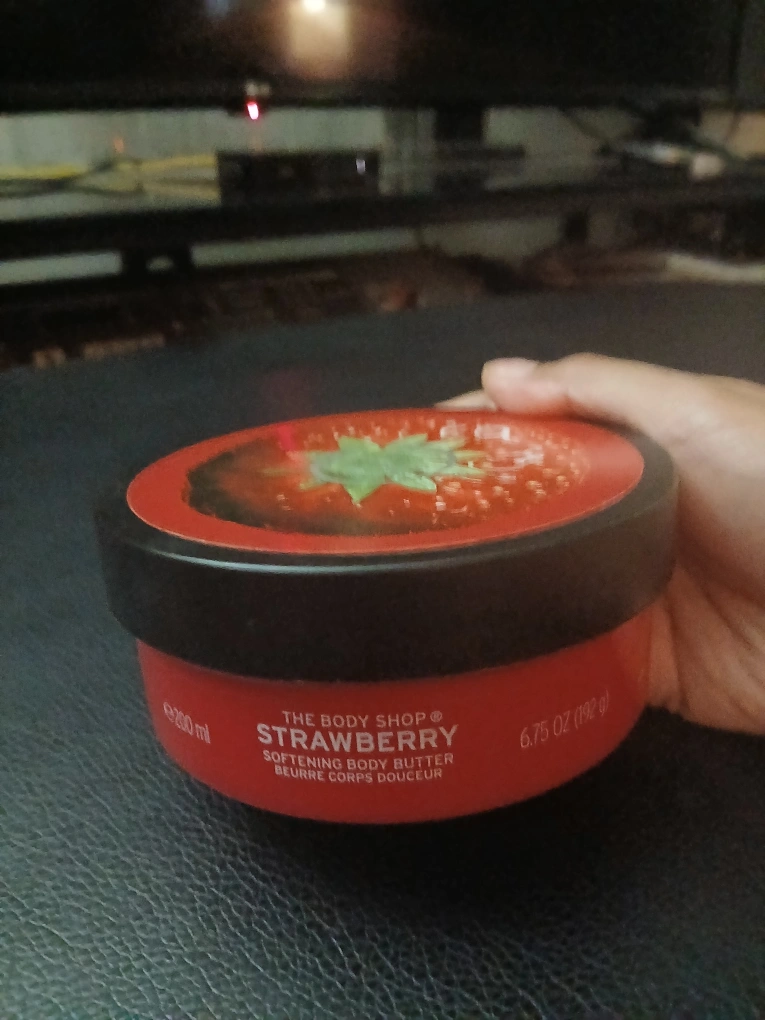 ℮200 ml
THE BODY SHOP®
STRAWBERRY
SOFTENING BODY BUTTER
BEURRE CORPS DOUCEUR
6.75 OZ (192 g)